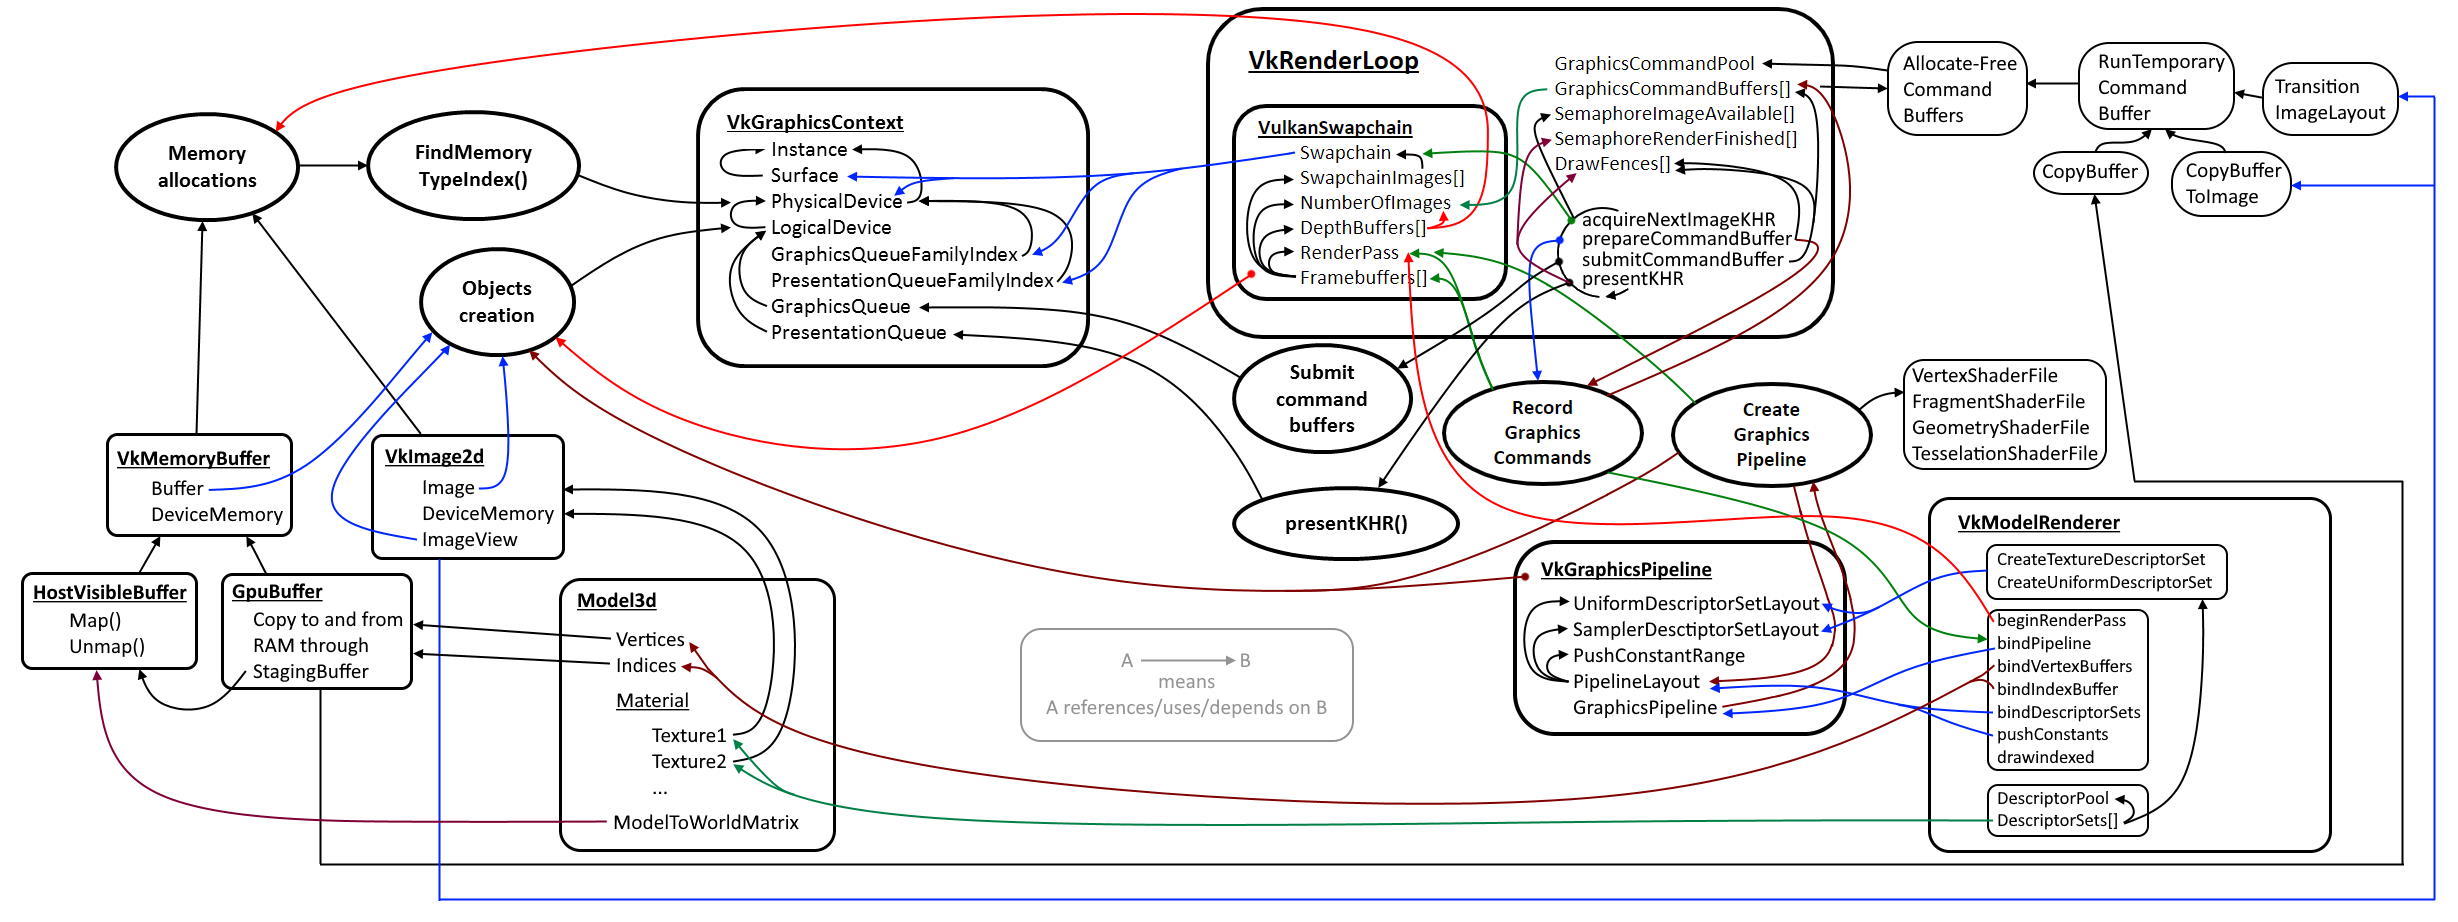 Memory
allocations
FindMemory
TypeIndex()
Objects
creation
VkGraphicsContext
Instance
Surface
PhysicalDevice
LogicalDevice
GraphicsQueueFamilyIndex
PresentationQueueFamilyIndex
GraphicsQueue
PresentationQueue
VkRenderLoop
VulkanSwapchain
Swapchain
SwapchainImages[]
NumberOfImages
DepthBuffers[]
RenderPass
Framebuffers[]
GraphicsCommandPool
GraphicsCommandBuffers[]
SemaphoreImageAvailable[]
SemaphoreRenderFinished[]
DrawFences[]
acquireNextImageKHR
prepareCommandBuffer
submitCommandBuffer
presentKHR
Allocate-Free
Command
Buffers
RunTemporary
Command
Buffer
Transition
ImageLayout
CopyBuffer
CopyBuffer
ToImage
Submit
command
buffers
presentKHR()
Record
Graphics
Commands
Create
Graphics
Pipeline
VertexShaderFile
FragmentShaderFile
GeometryShaderFile
TesselationShaderFile
VkMemoryBuffer
Buffer
DeviceMemory
VkImage2d
Image
DeviceMemory
ImageView
HostVisibleBuffer
Map()
Unmap()
GpuBuffer
Copy to and from
RAM through
StagingBuffer
Model3d
Vertices
Indices
Material
Texture1
Texture2
...
ModelToWorldMatrix
A B
means
A references/uses/depends on B
VkGraphicsPipeline
UniformDescriptorSetLayout
SamplerDesctiptorSetLayout
PushConstantRange
PipelineLayout
GraphicsPipeline
VkModelRenderer
CreateTextureDescriptorSet
CreateUniformDescriptorSet
beginRenderPass
bindPipeline
bindVertexBuffers
bindIndexBuffer
bindDescriptorSets
pushConstants
drawindexed
DescriptorPool
DescriptorSets[]